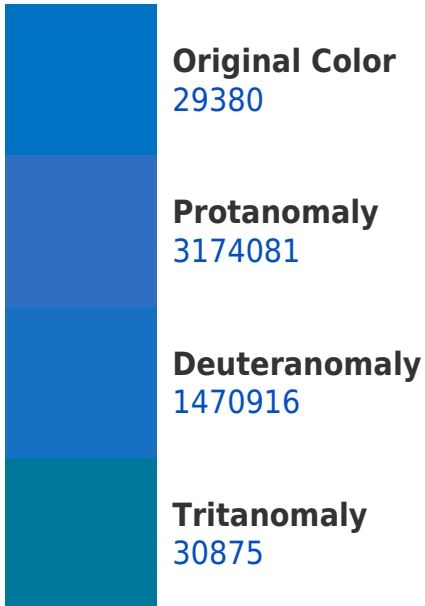 Original Color
29380
Protanomaly
3174081
Deuteranomaly
1470916
Tritanomaly
30875